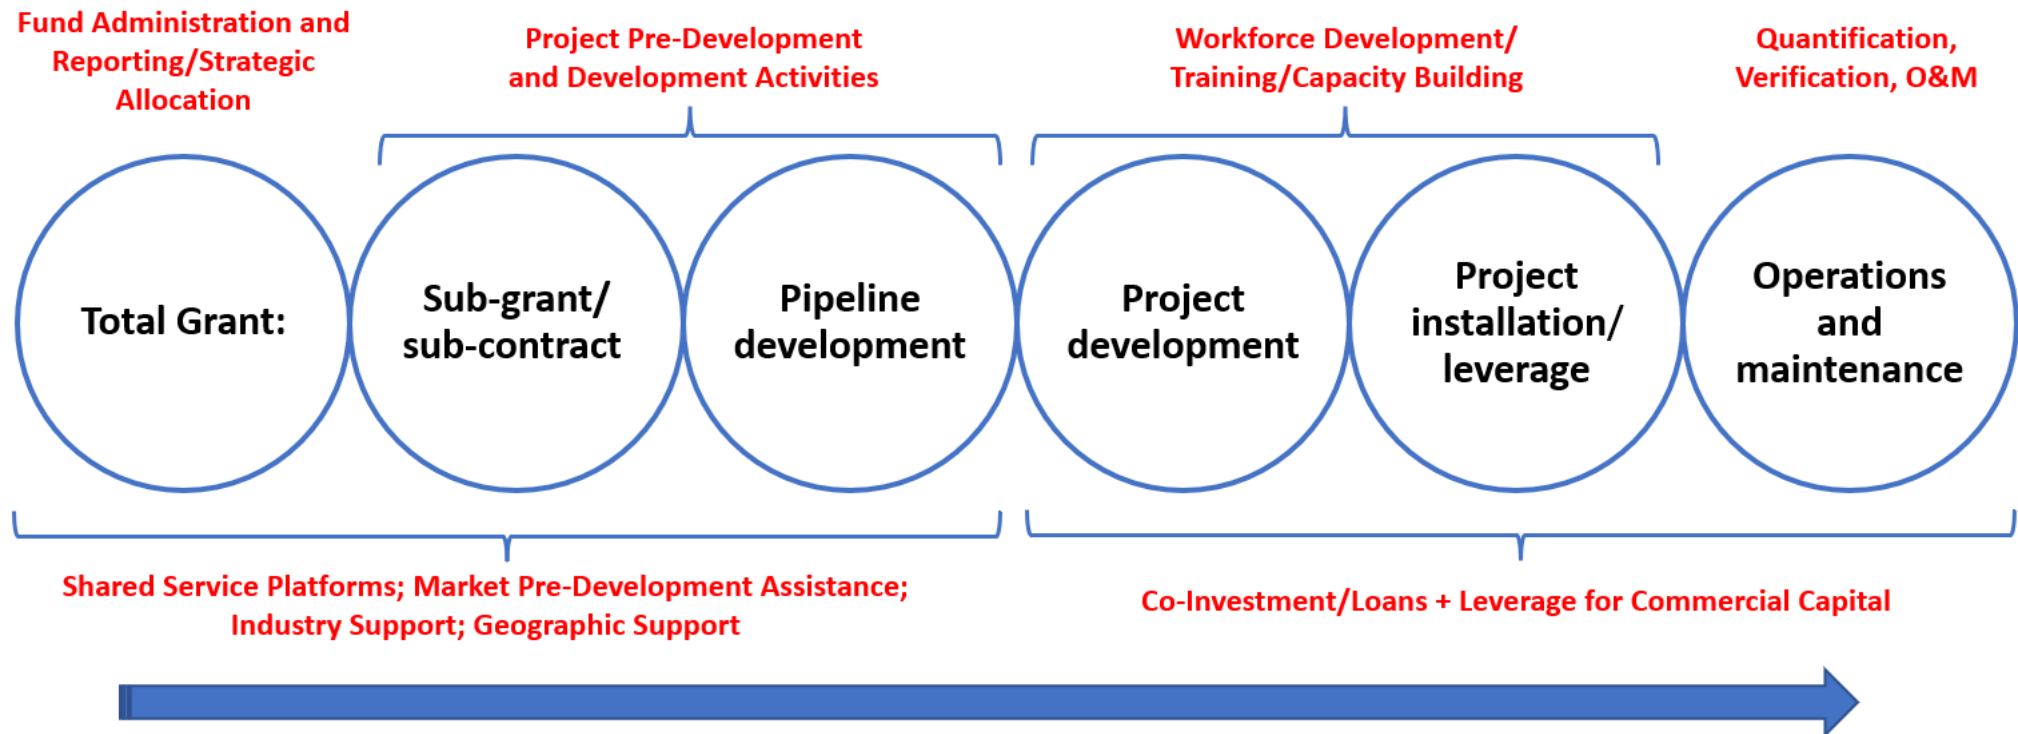 Fund Administration and
Reporting/Strategic
Allocation
Project Pre-Development
and Development Activities
Workforce Development/
Training/Capacity Building
Quantification,
Verification, O&M
Total Grant:
Sub-grant/
sub-contract
Pipeline
development
Project
development
Project
installation/
leverage
Operations
and
maintenance
Shared Service Platforms; Market Pre-Development Assistance;
Industry Support; Geographic Support
Co-Investment/Loans + Leverage for Commercial Capital